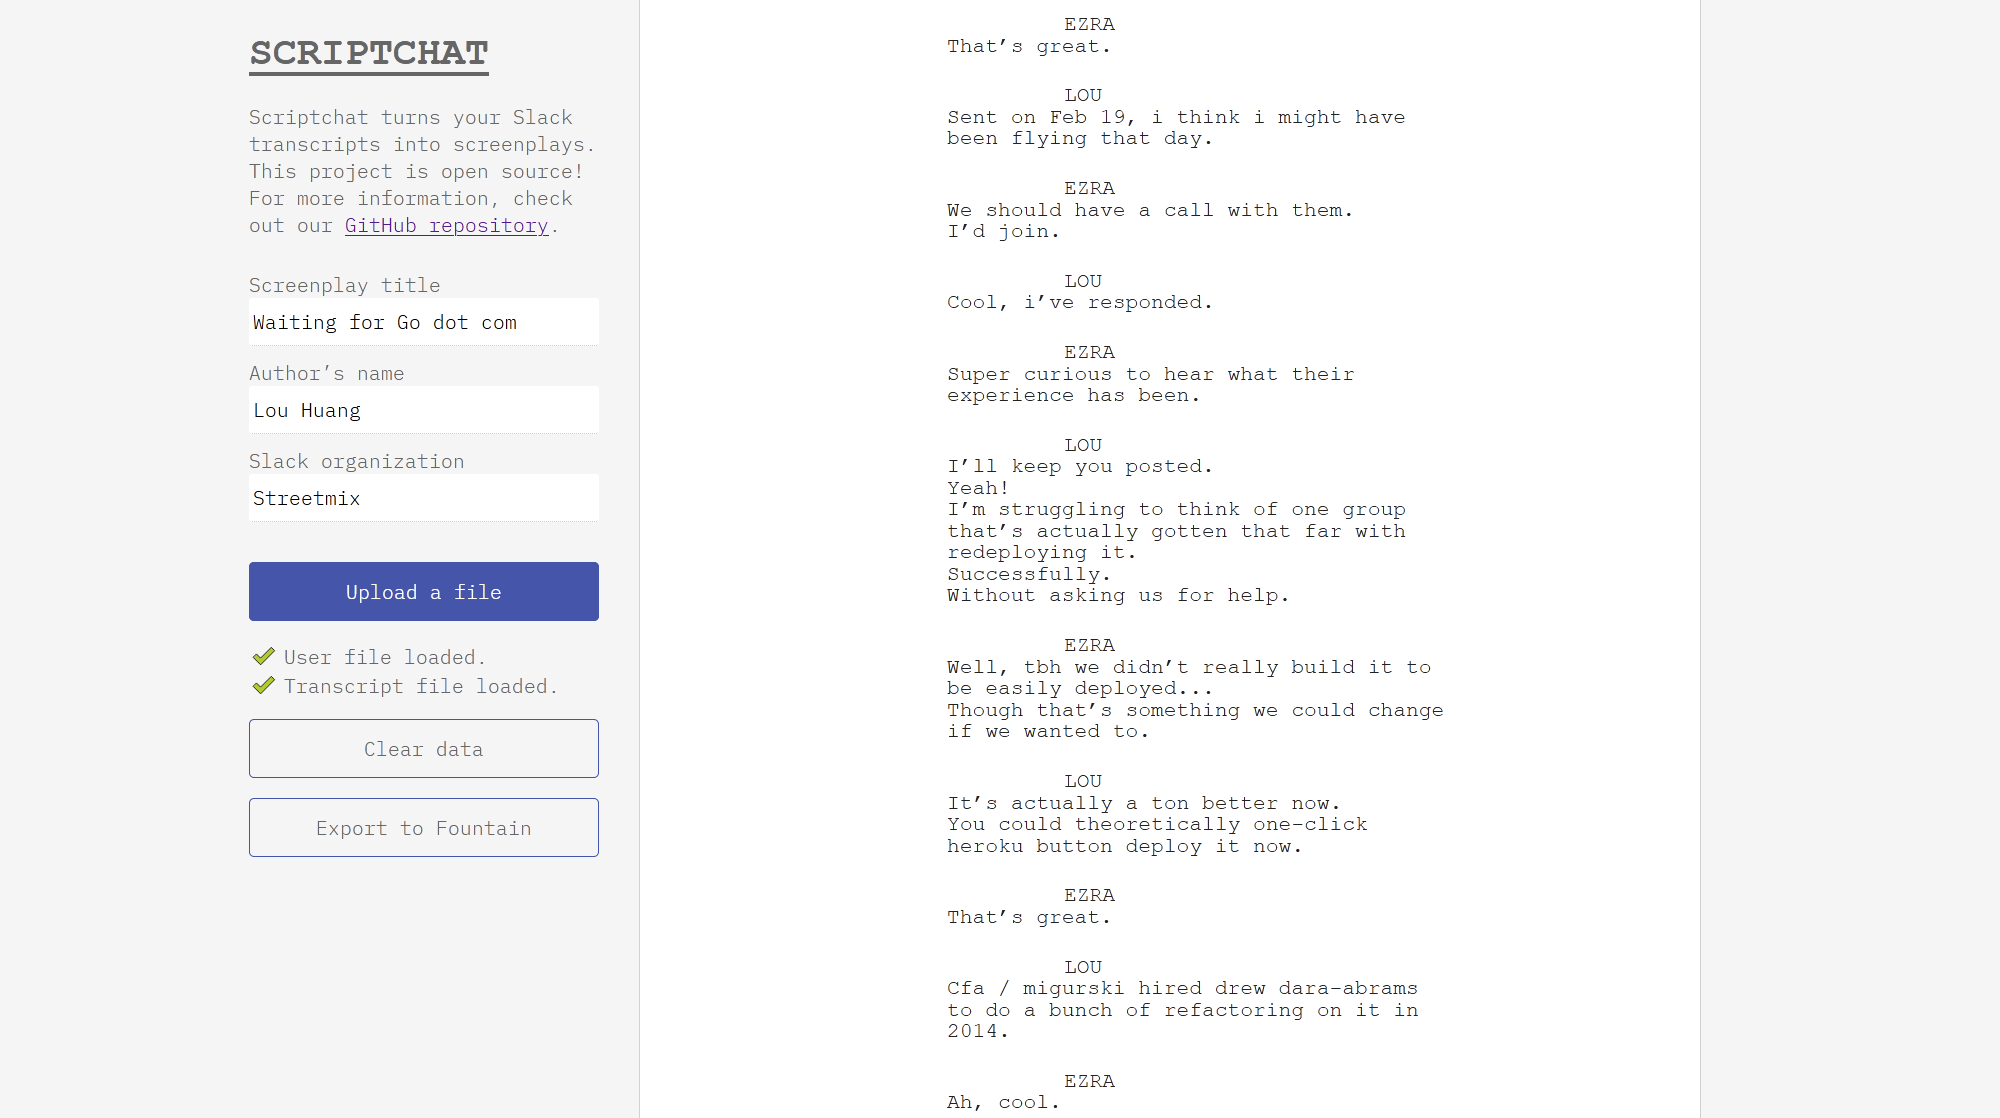 SCRIPTCHAT
Scriptchat turns your Slack
transcripts into screenplays.
This project is open source!
For more information, check
out our GitHub repository.
Screenplay title
Waiting for Go dot com
Author’s name
Lou Huang
Slack organization
Streetmix
Upload a file
User file loaded.
Transcript file loaded.
Clear data
Export to Fountain
EZRA
That’s great.
LOU
Sent on Feb 19, i think i might have
been flying that day.
EZRA
We should have a call with them.
I’d join.
LOU
Cool, i’ve responded.
EZRA
Super curious to hear what their
experience has been.
LOU
I’ll keep you posted.
Yeah!
I’m struggling to think of one group
that’s actually gotten that far with
redeploying it.
Successfully.
Without asking us for help.
EZRA
Well, tbh we didn’t really build it to
be easily deployed...
Though that’s something we could change
if we wanted to.
LOU
It’s actually a ton better now.
You could theoretically one-click
heroku button deploy it now.
EZRA
That’s great.
LOU
Cfa / migurski hired drew dara-abrams
to do a bunch of refactoring on it in
2014.
EZRA
Ah, cool.